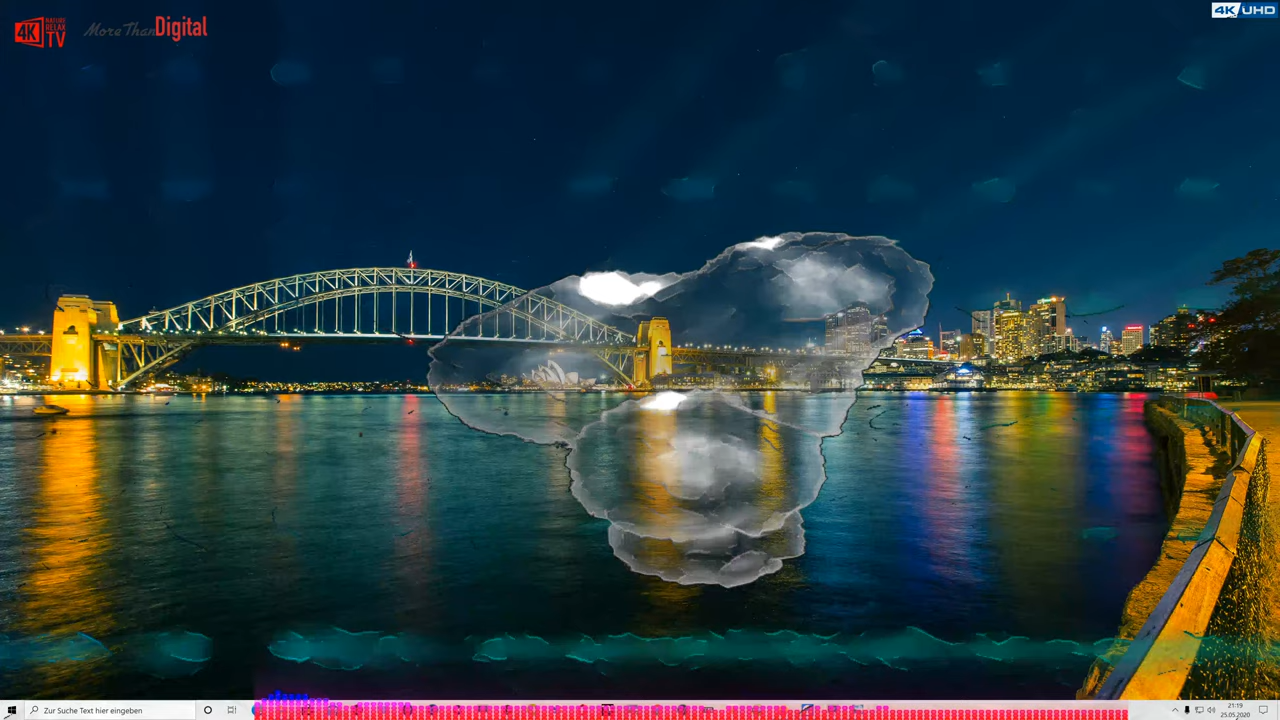 4K NATURE RELAX TV
More Than Digital
4K UHD
Zur Suche Text hier eingeben
21:19
25.05.2020